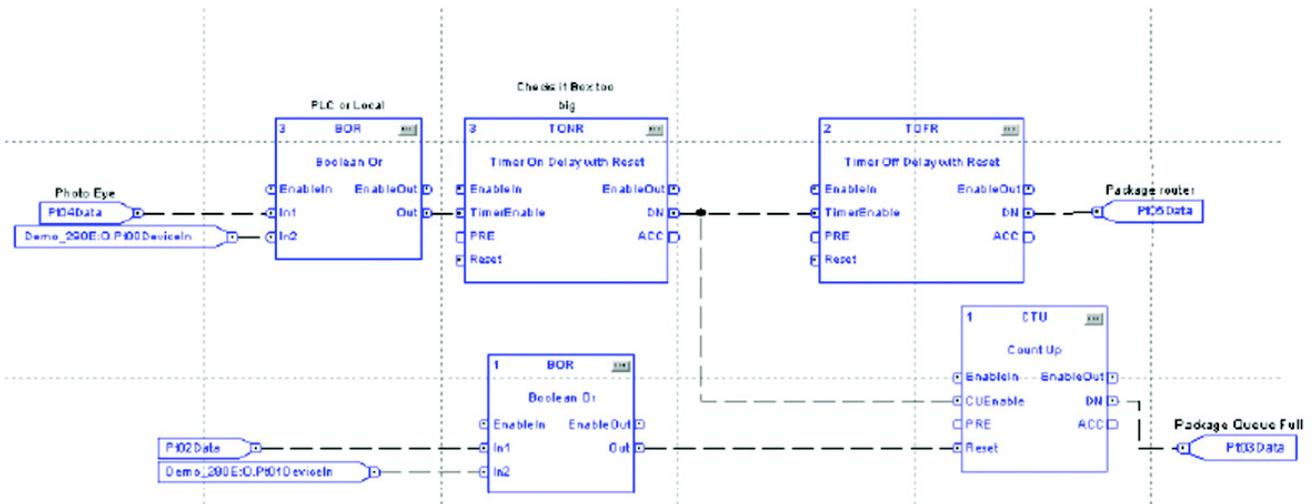 Checks if Box too
big
PLC or Local
3 BOR
Boolean Or
EnableIn EnableOut
In1 Out
In2
3 TONR
Timer On Delay with Reset
EnableIn EnableOut
TimerEnable DN
PRE ACC
Reset
2 TOFR
Timer Off Delay with Reset
EnableIn EnableOut
TimerEnable DN
PRE ACC
Reset
Photo Eye
Pt04Data
Demo_290E:O.Pt00DeviceIn
Package router
Pt05Data
1 CTU
Count Up
EnableIn EnableOut
CUEnable DN
PRE ACC
Reset
1 BOR
Boolean Or
EnableIn EnableOut
In1 Out
In2
Pt02Data
Demo_290E:O.Pt01DeviceIn
Package Queue Full
Pt03Data